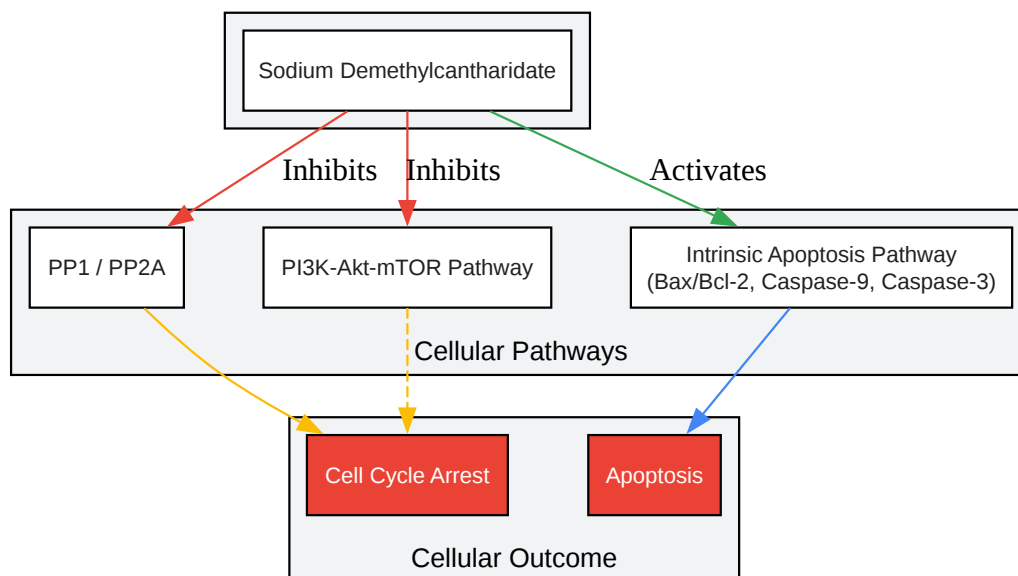 Sodium Demethylcantharidate
Inhibits
Inhibits
Activates
PP1 / PP2A
PI3K-Akt-mTOR Pathway
Intrinsic Apoptosis Pathway
(Bax/Bcl-2, Caspase-9, Caspase-3)
Cellular Pathways
Cell Cycle Arrest
Apoptosis
Cellular Outcome